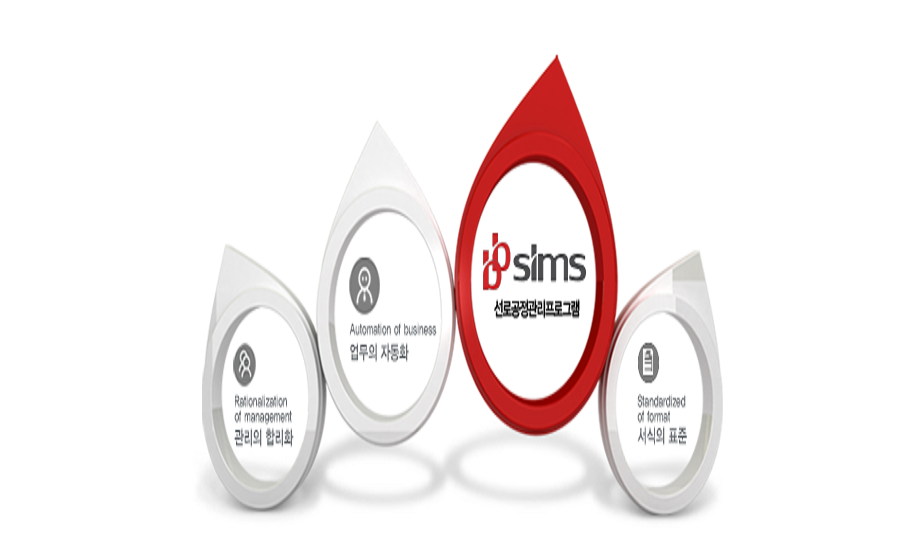 Rationalization
of management
관리의 합리화
Automation of business
업무의 자동화
sims
선로공정관리프로그램
Standardized
of format
서식의 표준